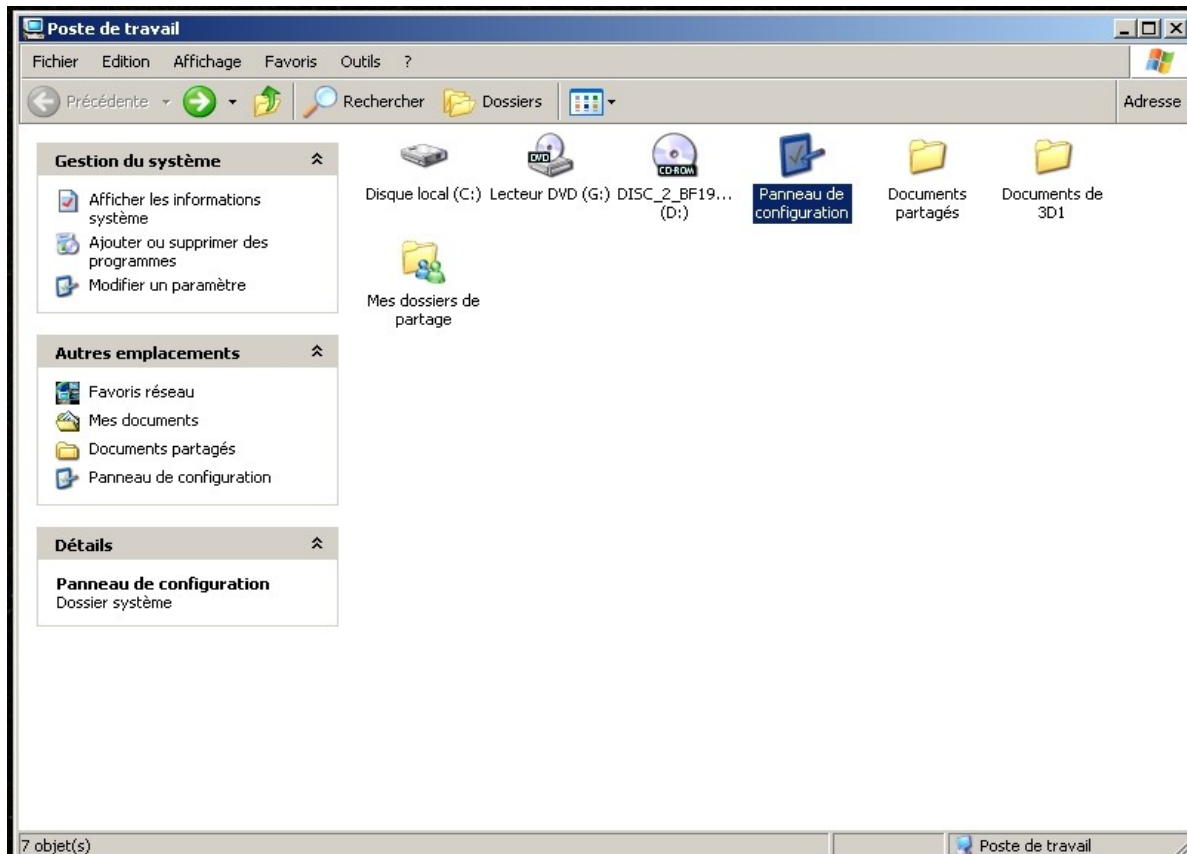 Poste de travail
Fichier Edition Affichage Favoris Outils ?
Précédente Rechercher Dossiers Adresse
Gestion du système
Afficher les informations
système
Ajouter ou supprimer des
programmes
Modifier un paramètre
Autres emplacements
Favoris réseau
Mes documents
Documents partagés
Panneau de configuration
Détails
Panneau de configuration
Dossier système
Disque local (C:)
Lecteur DVD (G:)
DISC_2_BF19...
(D:)
Panneau de
configuration
Documents
partagés
Documents de
3D1
Mes dossiers de
partage
DVD
CD-ROM
7 objet(s)
Poste de travail